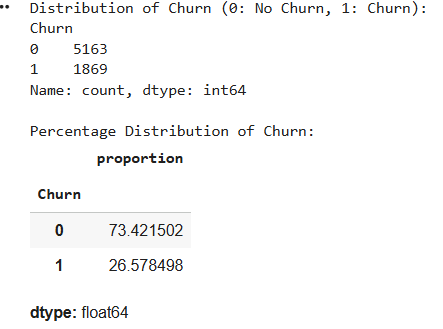 Distribution of Churn (0: No Churn, 1: Churn):
Churn
0    5163
1    1869
Name: count, dtype: int64

Percentage Distribution of Churn:
proportion
Churn
0    73.421502
1    26.578498
dtype: float64